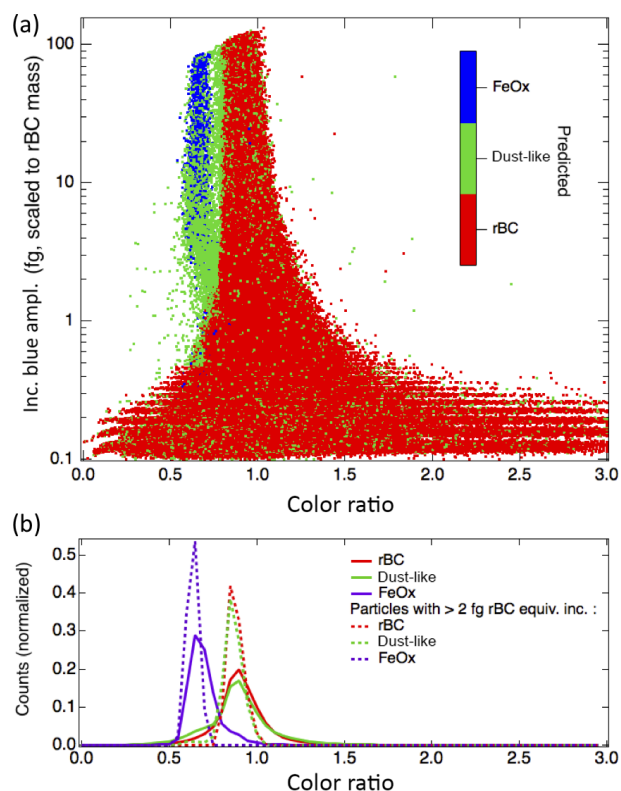 (a)
Inc. blue ampl. (fg, scaled to rBC mass)
100
10
1
0.1
FeOx
Dust-like
rBC
Predicted
0.0 0.5 1.0 1.5 2.0 2.5 3.0
Color ratio
(b)
Counts (normalized)
0.5
0.4
0.3
0.2
0.1
0.0
rBC
Dust-like
FeOx
Particles with > 2 fg rBC equiv. inc. :
rBC
Dust-like
FeOx
0.0 0.5 1.0 1.5 2.0 2.5 3.0
Color ratio